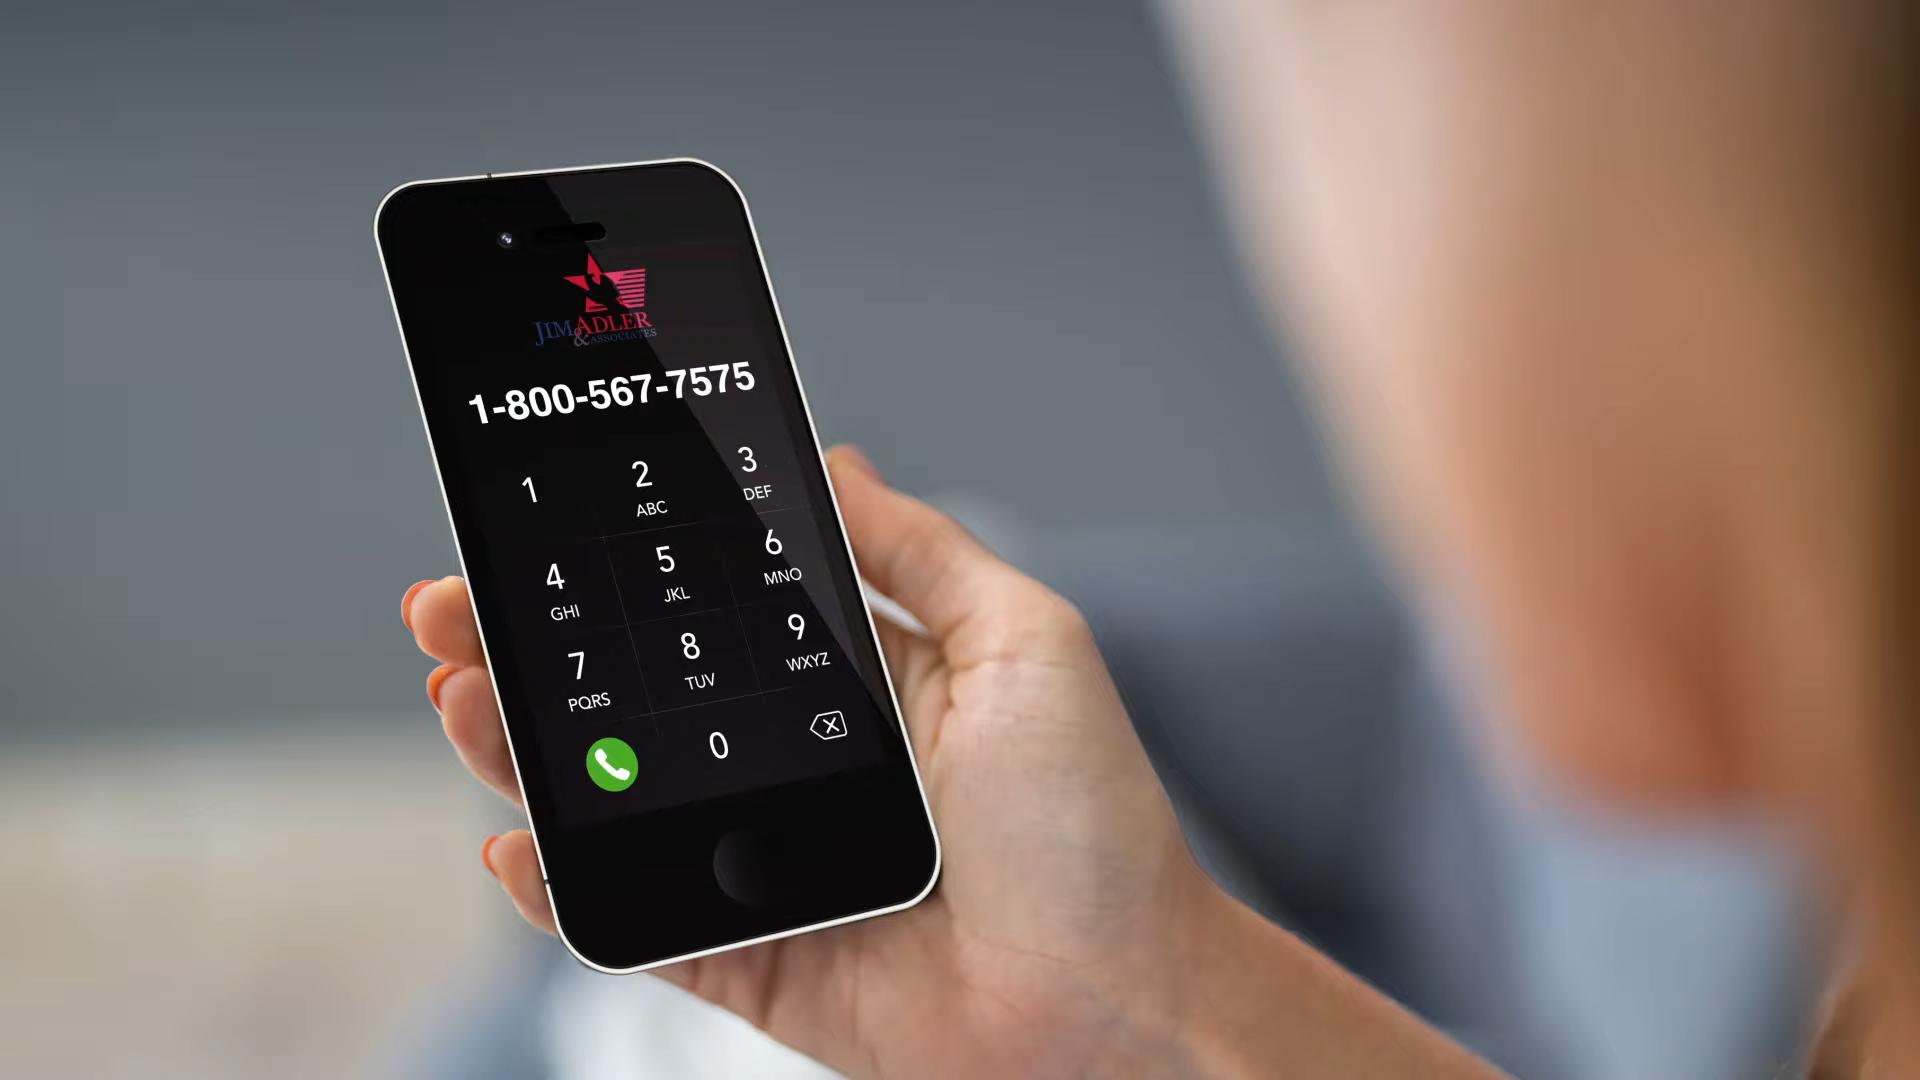 JIM ADLER
& ASSOCIATES
1-800-567-7575
1 2 3
ABC DEF
4 5 6
GHI JKL MNO
7 8 9
PQRS TUV WXYZ
0